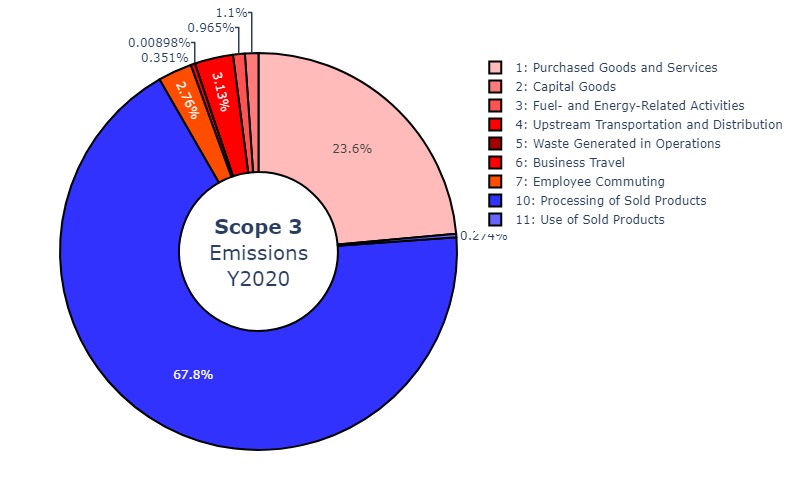 1.1%
0.965%
0.00898%
0.351%
3.13%
2.76%
23.6%
0.274%
67.8%
Scope 3
Emissions
Y2020
1: Purchased Goods and Services
2: Capital Goods
3: Fuel- and Energy-Related Activities
4: Upstream Transportation and Distribution
5: Waste Generated in Operations
6: Business Travel
7: Employee Commuting
10: Processing of Sold Products
11: Use of Sold Products